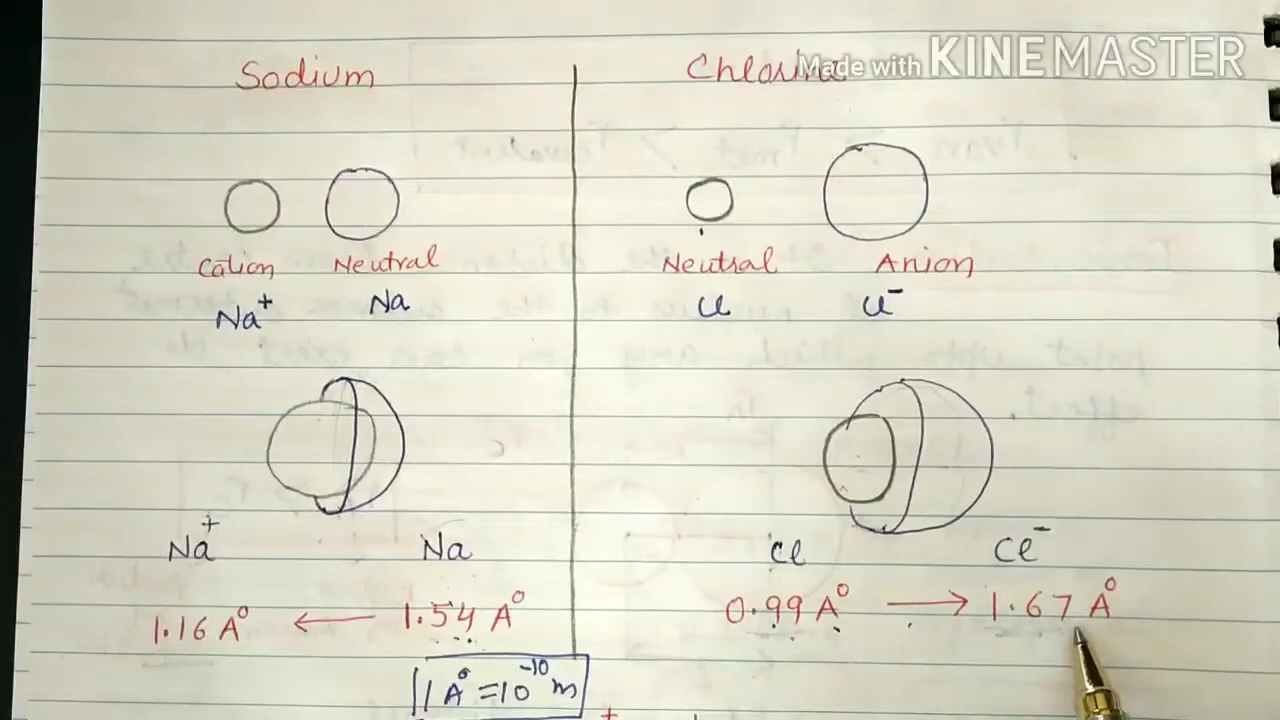 Sodium
Chlorine
Made with KINEMASTER
Cation Neutral
Na⁺ Na
Neutral Anion
Cl Cl⁻
Na⁺ Na
1.16 A° ← 1.54 A°
Cl Cl⁻
0.99 A° → 1.67 A°
1 A° = 10⁻¹⁰ m